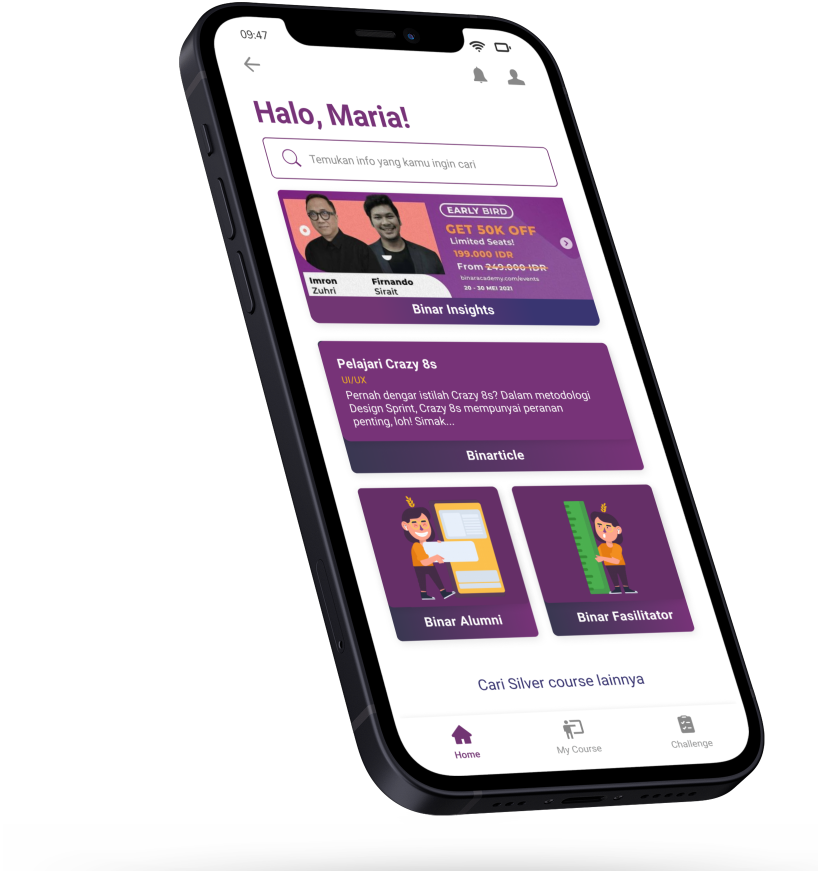 09:47
Halo, Maria!
Temukan info yang kamu ingin cari
EARLY BIRD
GET 50K OFF
Limited Seats!
199.000 IDR
From 249.000 IDR
binaracademy.com/events
20 - 30 MEI 2021
Imron
Zuhri
Firnando
Sirait
Binar Insights
Pelajari Crazy 8s
UI/UX
Pernah dengar istilah Crazy 8s? Dalam metodologi
Design Sprint, Crazy 8s mempunyai peranan
penting, loh! Simak...
Binarticle
Binar Alumni
Binar Fasilitator
Cari Silver course lainnya
Home
My Course
Challenge